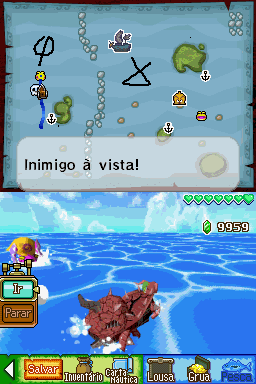 Inimigo à vista!
9959
Ir
Parar
Salvar
Inventário
Carta
Náutica
Lousa
Grua
Pesca